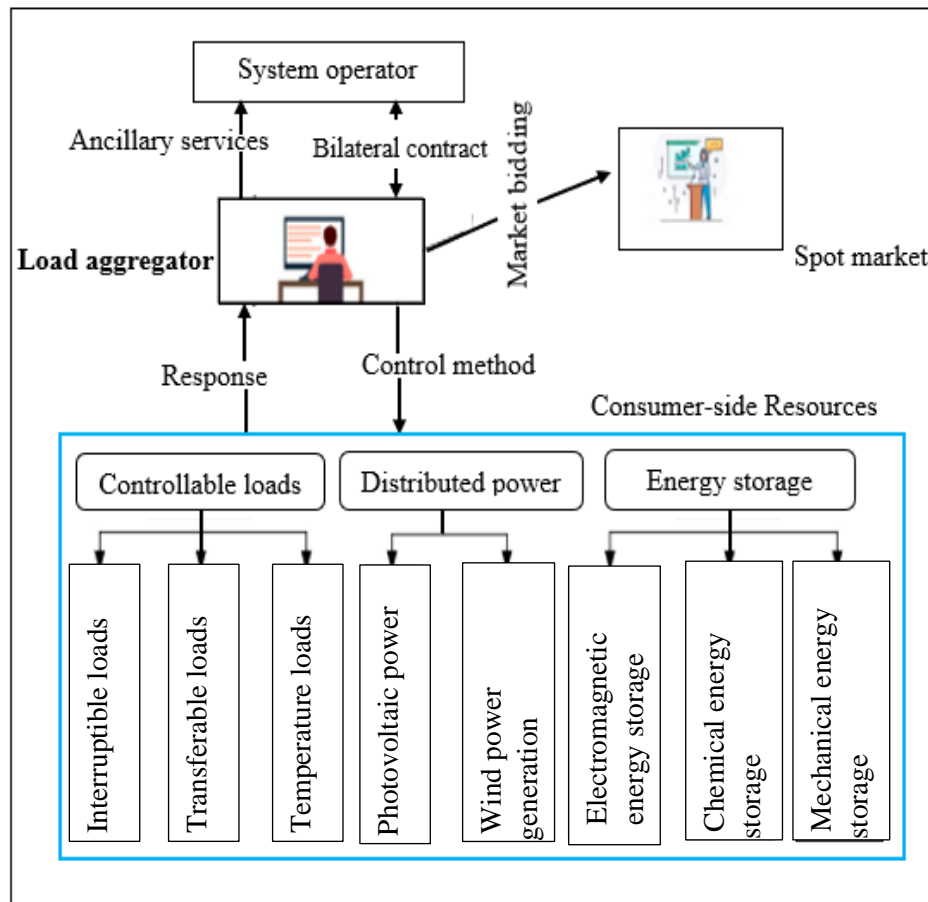 System operator
Ancillary services
Bilateral contract
Market bidding
Load aggregator
Spot market
Response
Control method
Consumer-side Resources
Controllable loads
Distributed power
Energy storage
Interruptible loads
Transferable loads
Temperature loads
Photovoltaic power
Wind power
generation
Electromagnetic
energy storage
Chemical energy
storage
Mechanical energy
storage